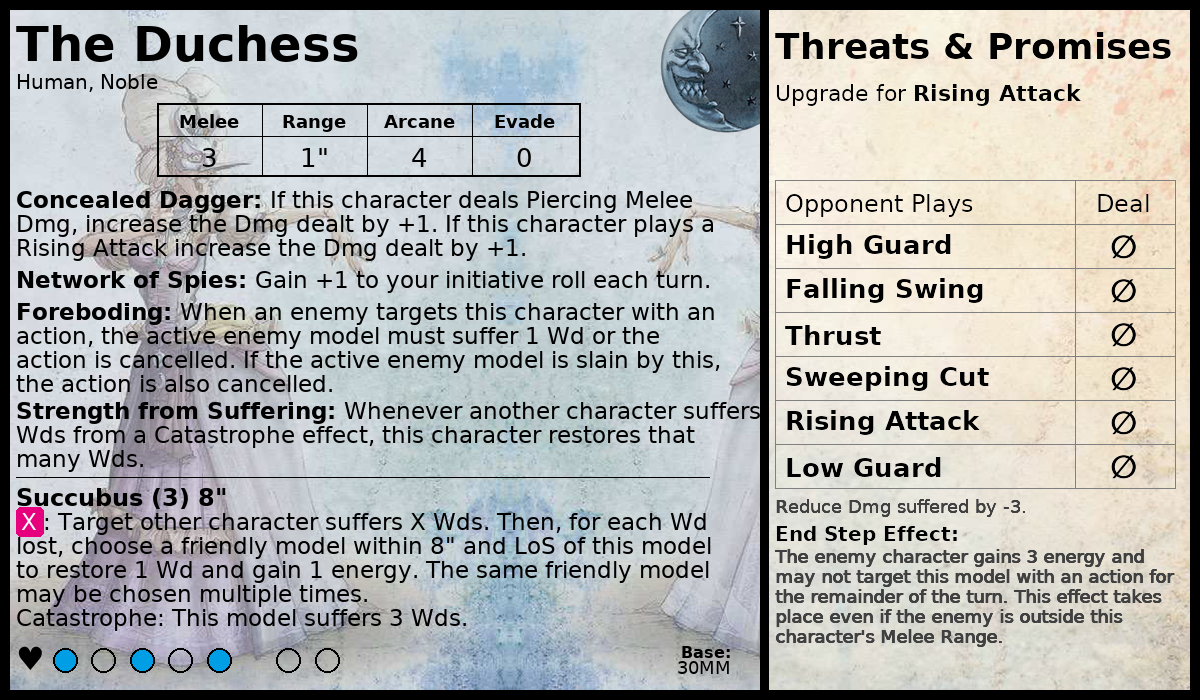 The Duchess
Human, Noble
Melee Range Arcane Evade
3 1" 4 0
Concealed Dagger: If this character deals Piercing Melee
Dmg, increase the Dmg dealt by +1. If this character plays a
Rising Attack increase the Dmg dealt by +1.
Network of Spies: Gain +1 to your initiative roll each turn.
Foreboding: When an enemy targets this character with an
action, the active enemy model must suffer 1 Wd or the
action is cancelled. If the active enemy model is slain by this,
the action is also cancelled.
Strength from Suffering: Whenever another character suffers
Wds from a Catastrophe effect, this character restores that
many Wds.
Succubus (3) 8"
X: Target other character suffers X Wds. Then, for each Wd
lost, choose a friendly model within 8" and LoS of this model
to restore 1 Wd and gain 1 energy. The same friendly model
may be chosen multiple times.
Catastrophe: This model suffers 3 Wds.
Base:
30MM
Threats & Promises
Upgrade for Rising Attack
Opponent Plays Deal
High Guard ∅
Falling Swing ∅
Thrust ∅
Sweeping Cut ∅
Rising Attack ∅
Low Guard ∅
Reduce Dmg suffered by -3.
End Step Effect:
The enemy character gains 3 energy and
may not target this model with an action for
the remainder of the turn. This effect takes
place even if the enemy is outside this
character's Melee Range.